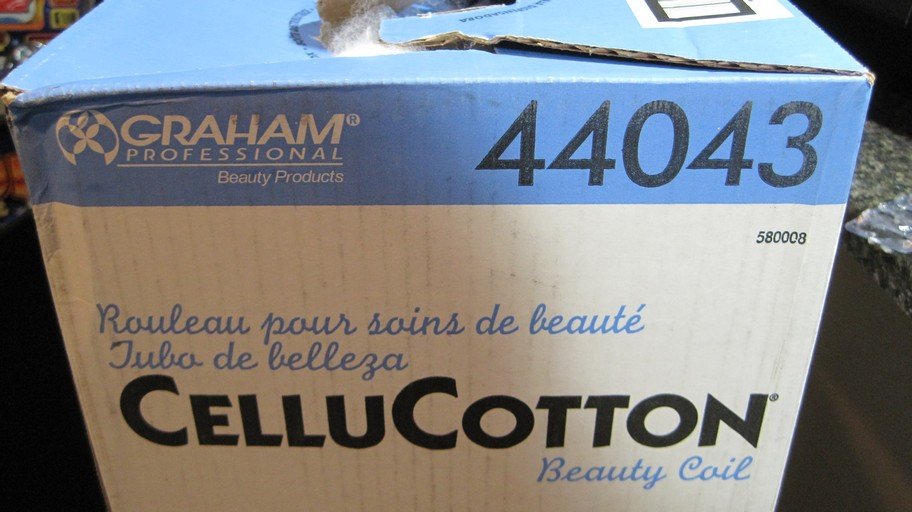 GRAHAM®
PROFESSIONAL
Beauty Products
44043
580008
Rouleau pour soins de beauté
Tubo de belleza
CELLUCOTTON®
Beauty Coil